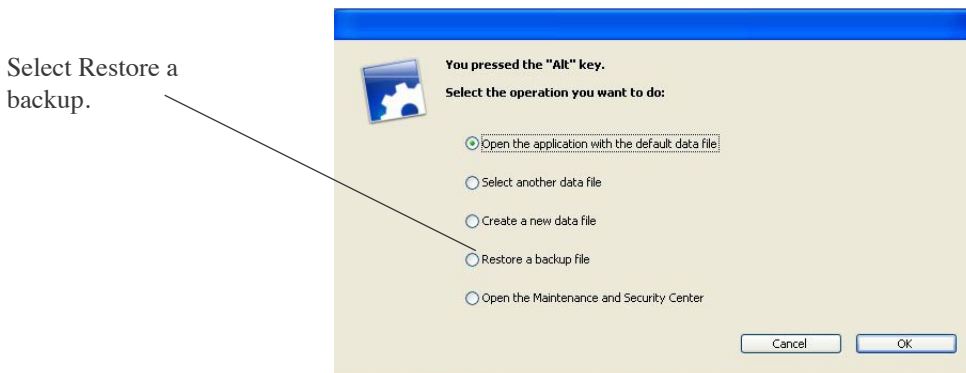 Select Restore a
backup.
You pressed the "Alt" key.
Select the operation you want to do:
Open the application with the default data file
Select another data file
Create a new data file
Restore a backup file
Open the Maintenance and Security Center
Cancel
OK